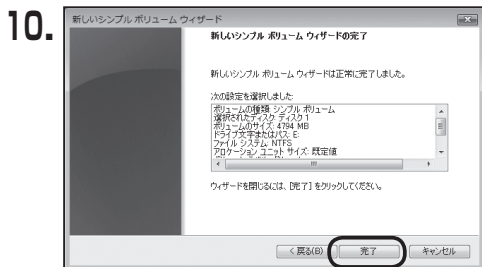 10.
新しいシンプル ボリューム ウィザード
新しいシンプル ボリューム ウィザードの完了
新しいシンプル ボリューム ウィザードは正常に完了しました。
次の設定を選択しました:
ボリュームの種類: シンプル ボリューム
選択されたディスク: ディスク 1
ボリュームのサイズ: 4794 MB
ドライブ文字またはパス: E:
ファイル システム: NTFS
アロケーション ユニット サイズ: 既定値
ウィザードを閉じるには、[完了] をクリックしてください。
< 戻る(B)
完了
キャンセル